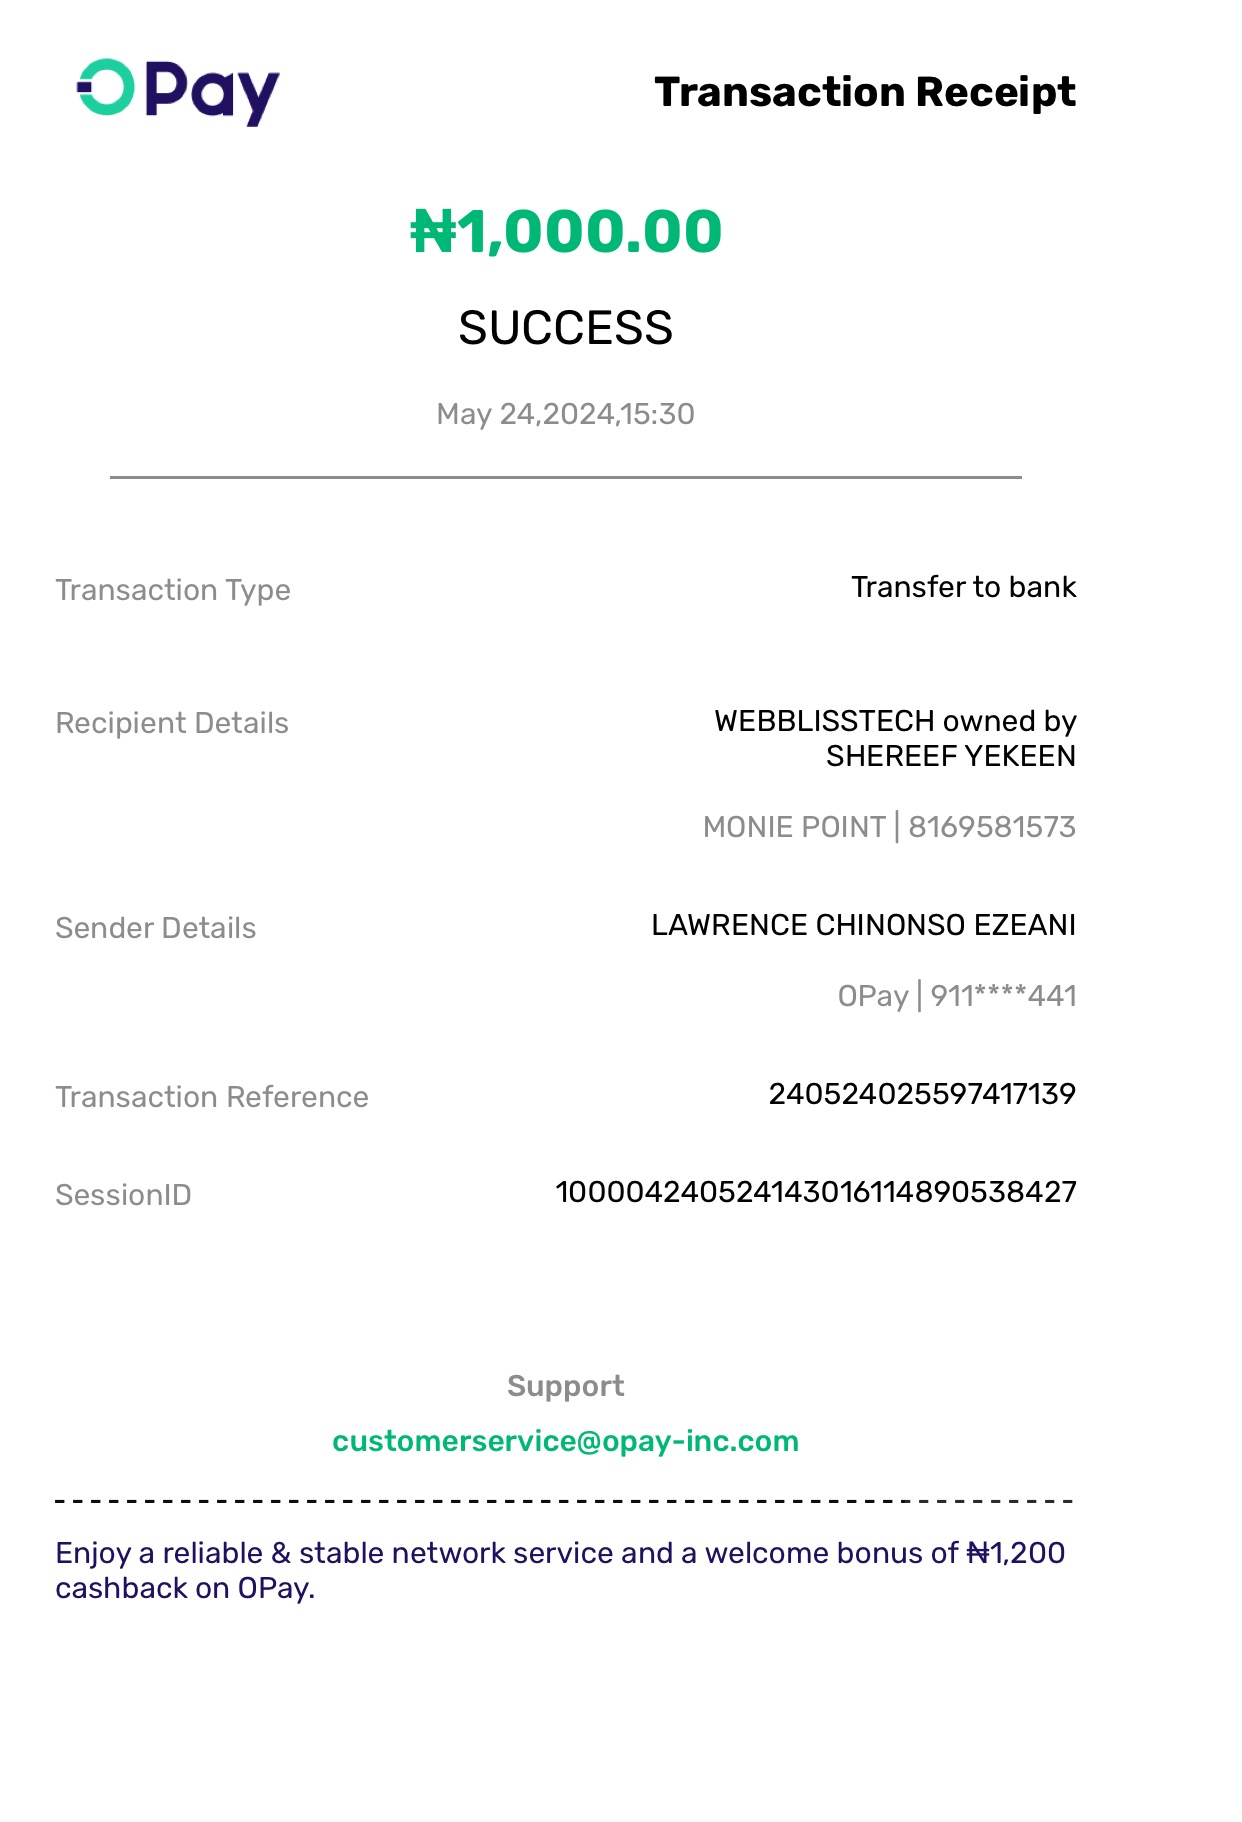 OPay
Transaction Receipt
₦1,000.00
SUCCESS
May 24,2024,15:30
Transaction Type
Transfer to bank
Recipient Details
WEBBLISSTECH owned by
SHEREEF YEKEEN
MONIE POINT | 8169581573
Sender Details
LAWRENCE CHINONSO EZEANI
OPay | 911****441
Transaction Reference
240524025597417139
SessionID
100004240524143016114890538427
Support
customerservice@opay-inc.com
Enjoy a reliable & stable network service and a welcome bonus of ₦1,200
cashback on OPay.